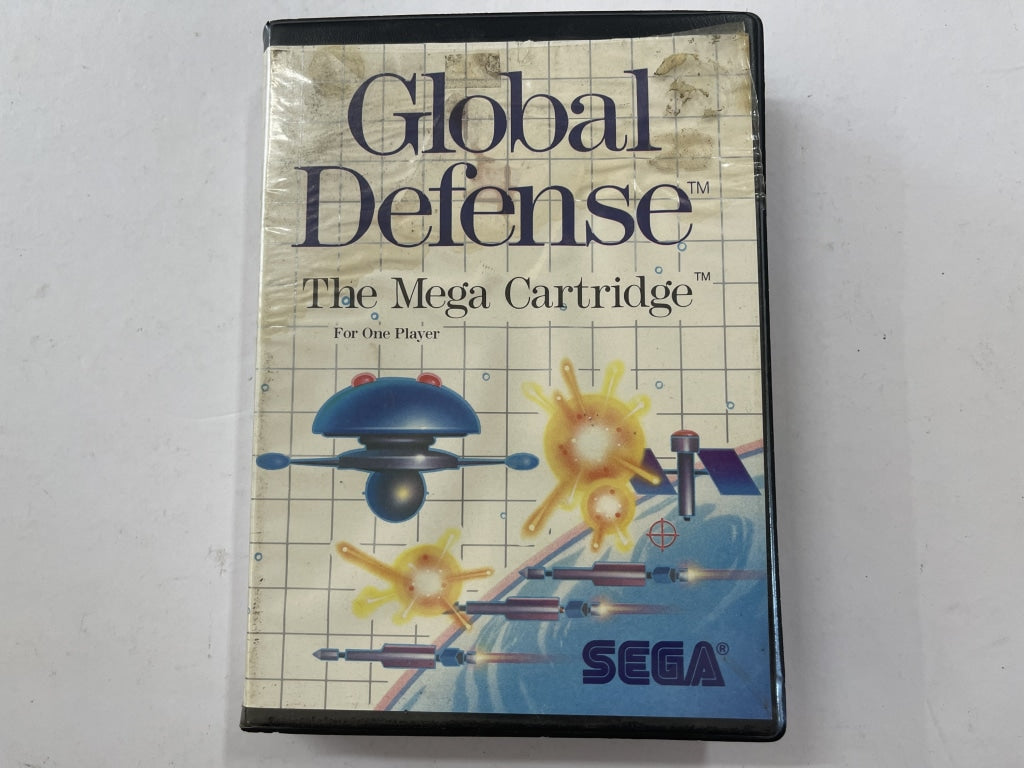 Global
Defense™
The Mega Cartridge™
For One Player
SEGA®